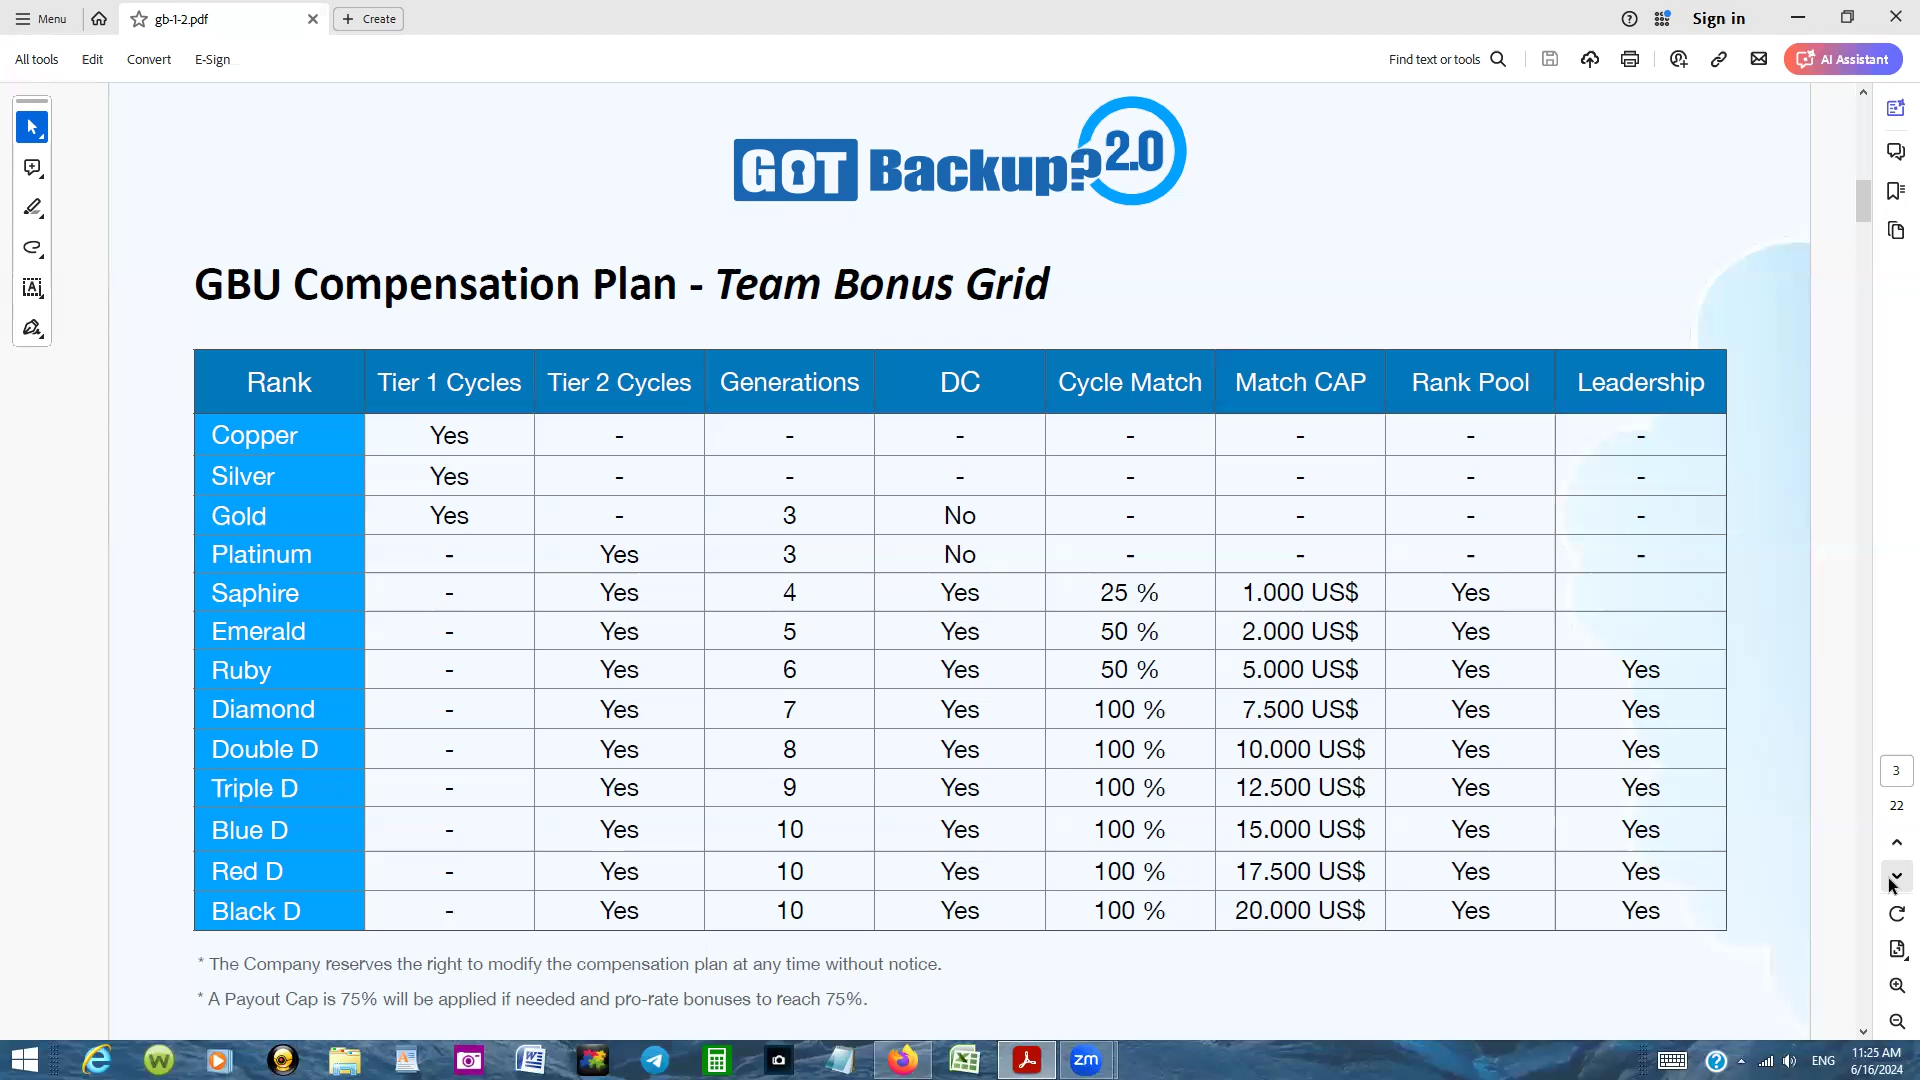 Menu
gb-1-2.pdf
Create
Sign in
All tools
Edit
Convert
E-Sign
Find text or tools
AI Assistant
GOT Backup? 2.0
GBU Compensation Plan - Team Bonus Grid
Rank Tier 1 Cycles Tier 2 Cycles Generations DC Cycle Match Match CAP Rank Pool Leadership
Copper Yes - - - - - - -
Silver Yes - - - - - - -
Gold Yes - 3 No - - - -
Platinum - Yes 3 No - - - -
Saphire - Yes 4 Yes 25 % 1.000 US$ Yes
Emerald - Yes 5 Yes 50 % 2.000 US$ Yes
Ruby - Yes 6 Yes 50 % 5.000 US$ Yes Yes
Diamond - Yes 7 Yes 100 % 7.500 US$ Yes Yes
Double D - Yes 8 Yes 100 % 10.000 US$ Yes Yes
Triple D - Yes 9 Yes 100 % 12.500 US$ Yes Yes
Blue D - Yes 10 Yes 100 % 15.000 US$ Yes Yes
Red D - Yes 10 Yes 100 % 17.500 US$ Yes Yes
Black D - Yes 10 Yes 100 % 20.000 US$ Yes Yes
* The Company reserves the right to modify the compensation plan at any time without notice.
* A Payout Cap is 75% will be applied if needed and pro-rate bonuses to reach 75%.
3
22
zm
ENG
11:25 AM
6/16/2024